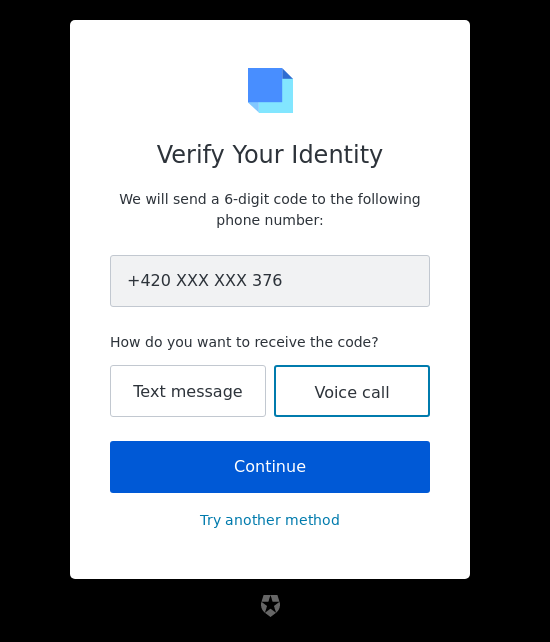 Verify Your Identity
We will send a 6-digit code to the following
phone number:
+420 XXX XXX 376
How do you want to receive the code?
Text message
Voice call
Continue
Try another method